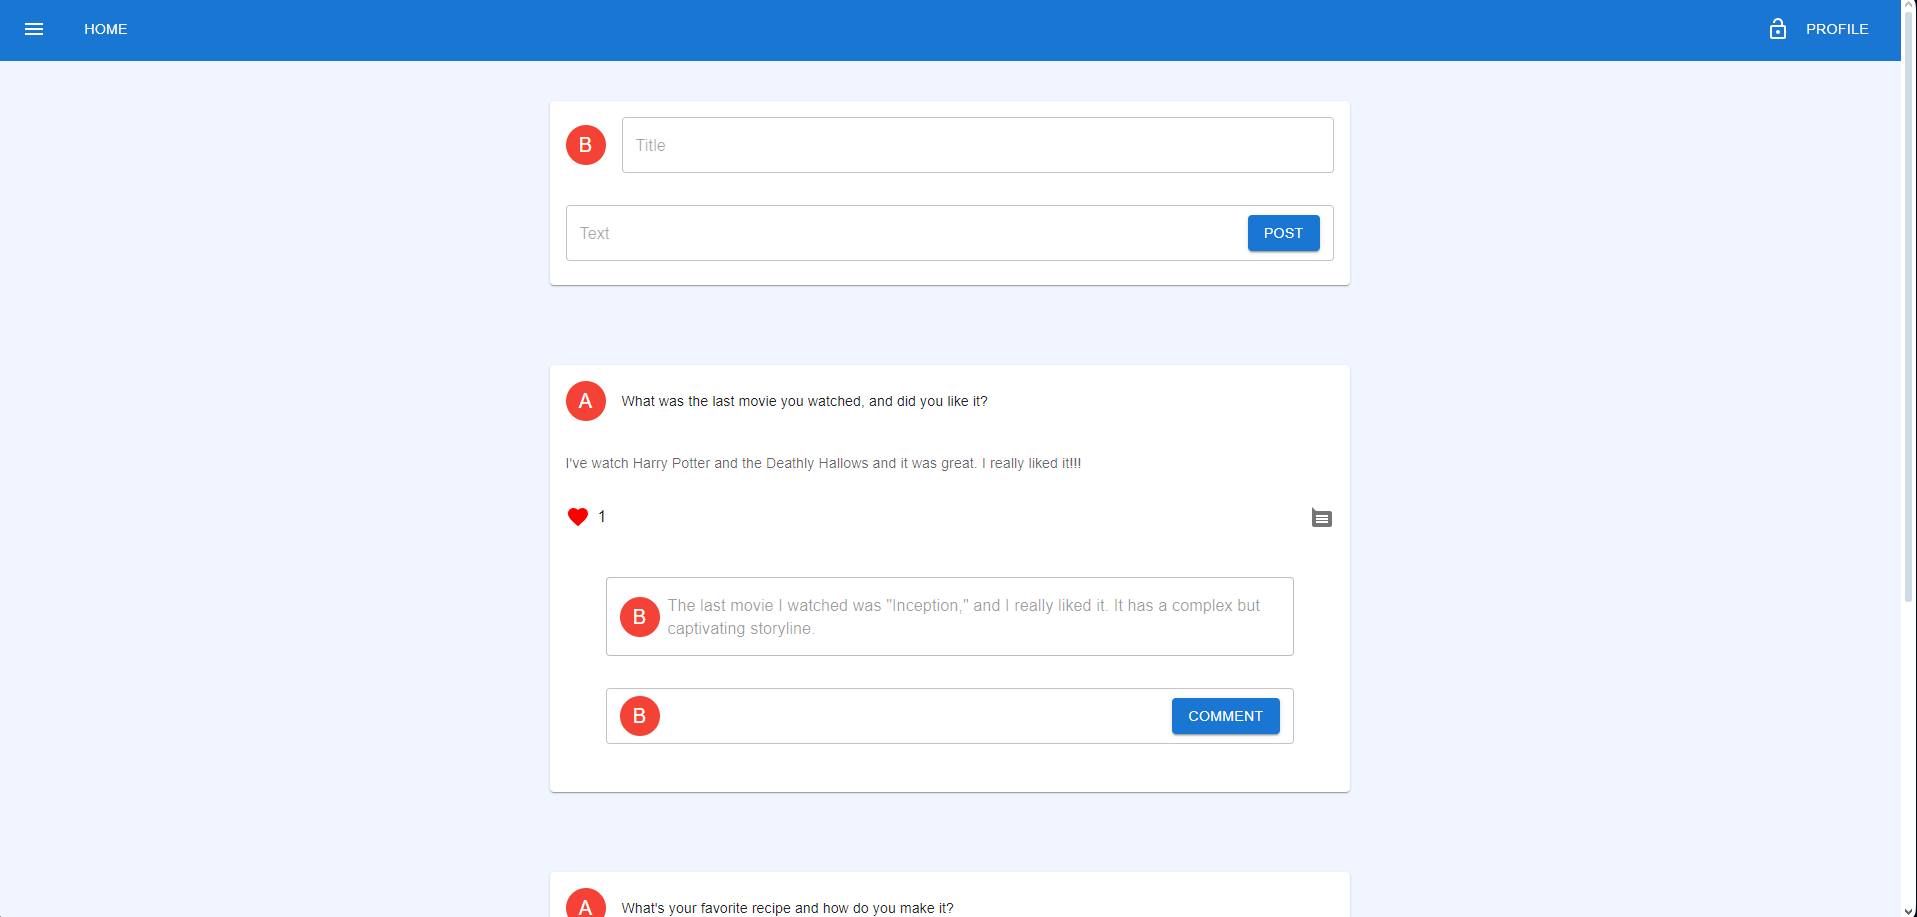 HOME
PROFILE
B
Title
Text
POST
A
What was the last movie you watched, and did you like it?
I've watch Harry Potter and the Deathly Hallows and it was great. I really liked it!!!
1
B
The last movie I watched was "Inception," and I really liked it. It has a complex but
captivating storyline.
B
COMMENT
A
What's your favorite recipe and how do you make it?